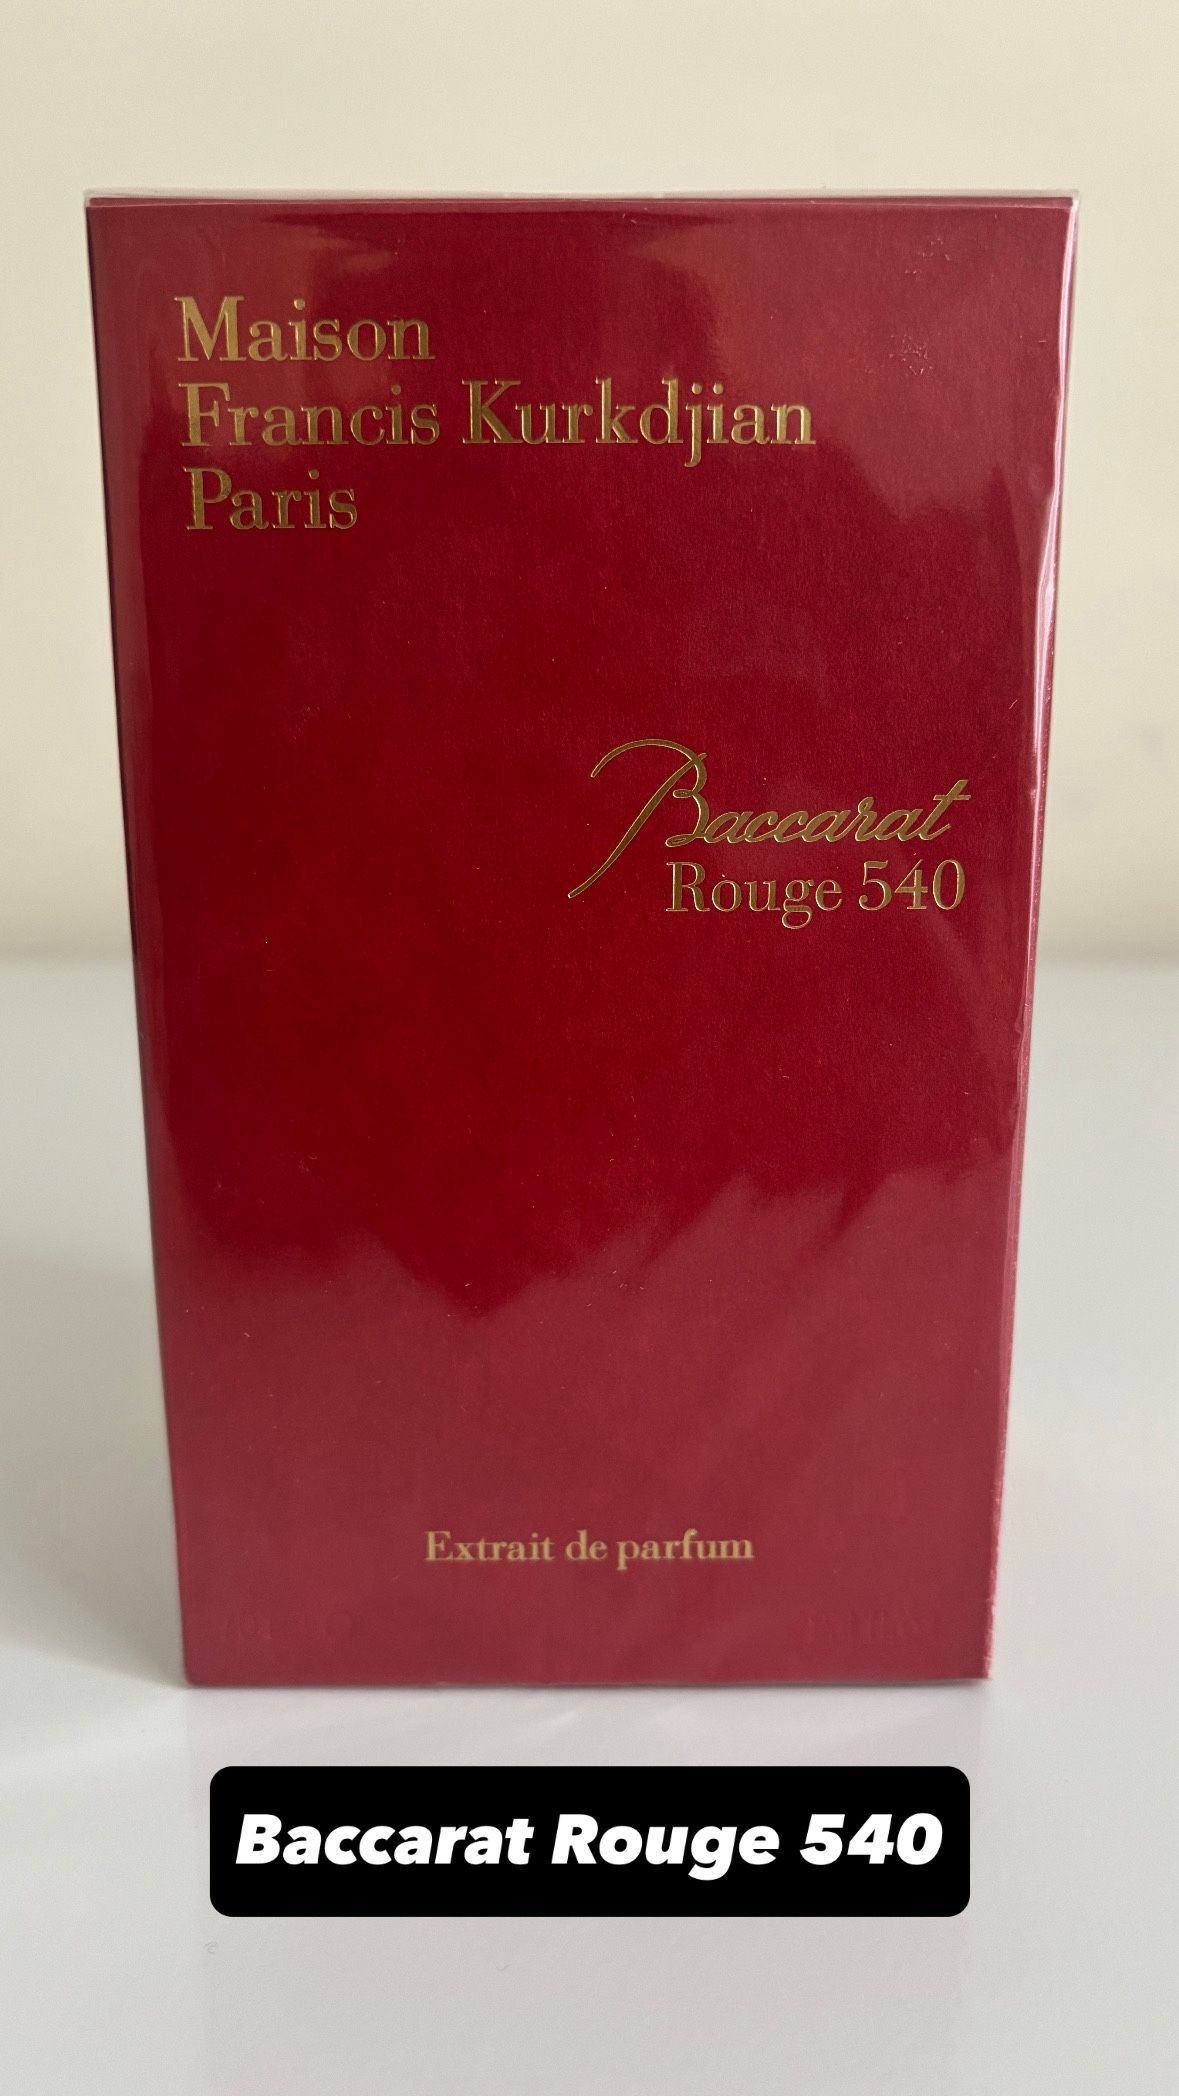 Maison
Francis Kurkdjian
Paris
Baccarat
Rouge 540
Extrait de parfum
Baccarat Rouge 540